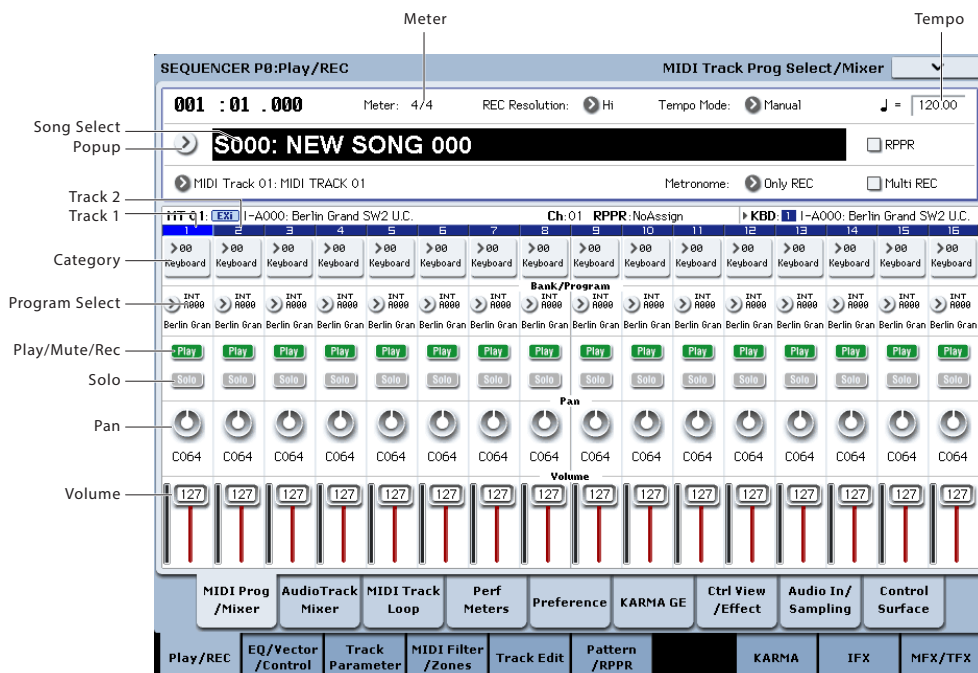 Meter
Tempo
SEQUENCER P0:Play/REC MIDI Track Prog Select/Mixer
001 :01 .000 Meter: 4/4 REC Resolution: Hi Tempo Mode: Manual ♩ = 120.00
Song Select
Popup
S000: NEW SONG 000 RPPR
MIDI Track 01: MIDI TRACK 01 Metronome: Only REC Multi REC
Track 2
Track 1
MT 01: EXi I-A000: Berlin Grand SW2 U.C. Ch:01 RPPR:NoAssign KBD: 1 I-A000: Berlin Grand SW2 U.C.
1 2 3 4 5 6 7 8 9 10 11 12 13 14 15 16
Category
00 00 00 00 00 00 00 00 00 00 00 00 00 00 00 00
Keyboard Keyboard Keyboard Keyboard Keyboard Keyboard Keyboard Keyboard Keyboard Keyboard Keyboard Keyboard Keyboard Keyboard Keyboard Keyboard
Bank/Program
Program Select
INT INT INT INT INT INT INT INT INT INT INT INT INT INT INT INT
A000 A000 A000 A000 A000 A000 A000 A000 A000 A000 A000 A000 A000 A000 A000 A000
Berlin Gran Berlin Gran Berlin Gran Berlin Gran Berlin Gran Berlin Gran Berlin Gran Berlin Gran Berlin Gran Berlin Gran Berlin Gran Berlin Gran Berlin Gran Berlin Gran Berlin Gran Berlin Gran
Play/Mute/Rec
Play Play Play Play Play Play Play Play Play Play Play Play Play Play Play Play
Solo
Solo Solo Solo Solo Solo Solo Solo Solo Solo Solo Solo Solo Solo Solo Solo Solo
Pan
Pan
C064 C064 C064 C064 C064 C064 C064 C064 C064 C064 C064 C064 C064 C064 C064 C064
Volume
Volume
127 127 127 127 127 127 127 127 127 127 127 127 127 127 127 127
MIDI Prog AudioTrack MIDI Track Perf Preference KARMA GE Ctrl View Audio In/ Control
/Mixer Mixer Loop Meters /Effect Sampling Surface
Play/REC EQ/Vector Track MIDI Filter Track Edit Pattern KARMA IFX MFX/TFX
/Control Parameter /Zones /RPPR